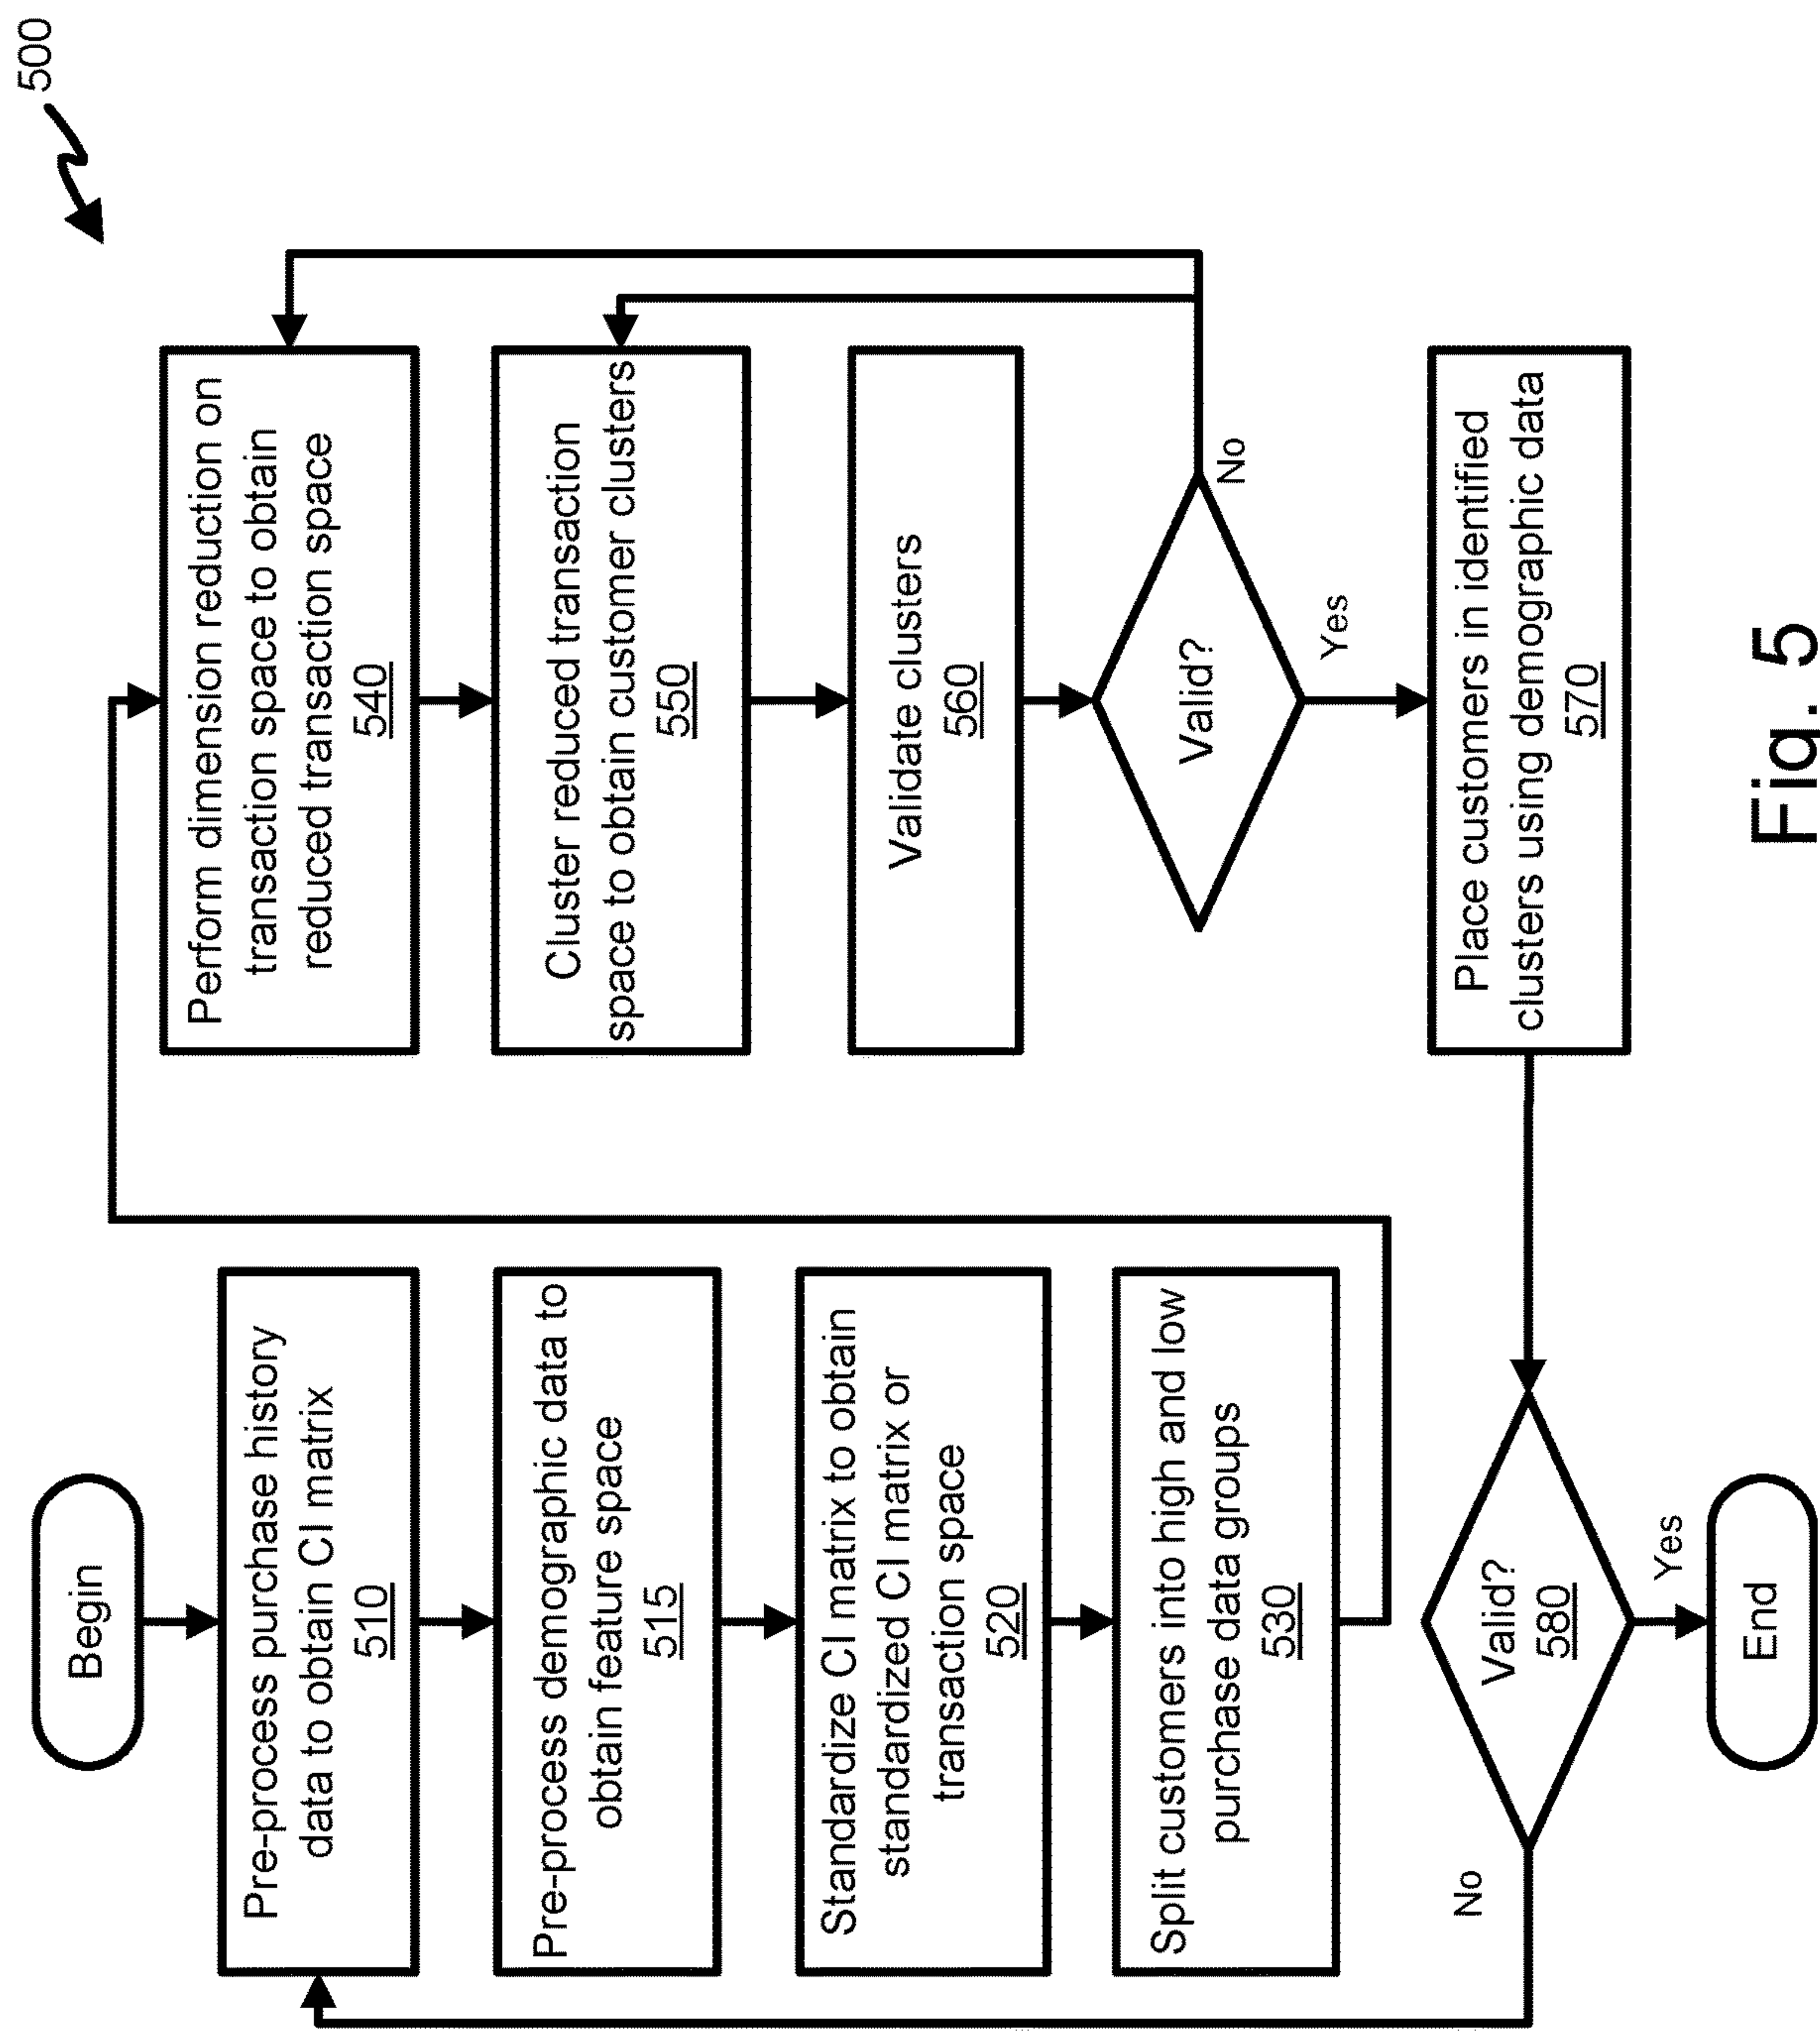 500
Begin
Pre-process purchase history
data to obtain CI matrix
510
Pre-process demographic data to
obtain feature space
515
Standardize CI matrix to obtain
standardized CI matrix or
transaction space
520
Split customers into high and low
purchase data groups
530
Perform dimension reduction on
transaction space to obtain
reduced transaction space
540
Cluster reduced transaction
space to obtain customer clusters
550
Validate clusters
560
Valid?
No
Yes
Place customers in identified
clusters using demographic data
570
Valid?
580
No
Yes
End
Fig. 5